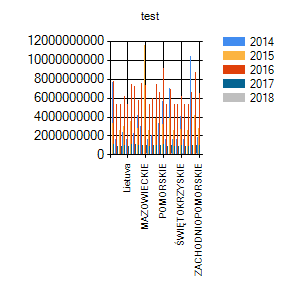 test
12000000000
10000000000
8000000000
6000000000
4000000000
2000000000
0
Lietuva
MAZOWIECKIE
POMORSKIE
ŚWIĘTOKRZYSKIE
ZACHODNIOPOMORSKIE
2014
2015
2016
2017
2018